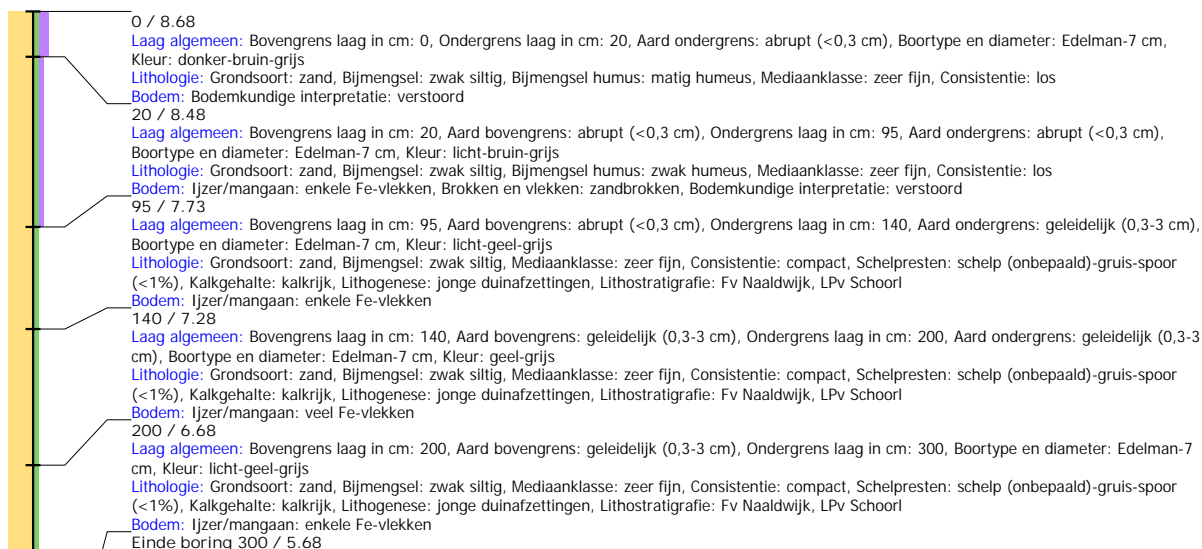 0 / 8.68
Laag algemeen: Bovengrens laag in cm: 0, Ondergrens laag in cm: 20, Aard ondergrens: abrupt (<0,3 cm), Boortype en diameter: Edelman-7 cm,
Kleur: donker-bruin-grijs
Lithologie: Grondsoort: zand, Bijmengsel: zwak siltig, Bijmengsel humus: matig humeus, Mediaanklasse: zeer fijn, Consistentie: los
Bodem: Bodemkundige interpretatie: verstoord
20 / 8.48
Laag algemeen: Bovengrens laag in cm: 20, Aard bovengrens: abrupt (<0,3 cm), Ondergrens laag in cm: 95, Aard ondergrens: abrupt (<0,3 cm),
Boortype en diameter: Edelman-7 cm, Kleur: licht-bruin-grijs
Lithologie: Grondsoort: zand, Bijmengsel: zwak siltig, Bijmengsel humus: zwak humeus, Mediaanklasse: zeer fijn, Consistentie: los
Bodem: Ijzer/mangaan: enkele Fe-vlekken, Brokken en vlekken: zandbrokken, Bodemkundige interpretatie: verstoord
95 / 7.73
Laag algemeen: Bovengrens laag in cm: 95, Aard bovengrens: abrupt (<0,3 cm), Ondergrens laag in cm: 140, Aard ondergrens: geleidelijk (0,3-3 cm),
Boortype en diameter: Edelman-7 cm, Kleur: licht-geel-grijs
Lithologie: Grondsoort: zand, Bijmengsel: zwak siltig, Mediaanklasse: zeer fijn, Consistentie: compact, Schelpresten: schelp (onbepaald)-gruis-spoor
(<1%), Kalkgehalte: kalkrijk, Lithogenese: jonge duinafzettingen, Lithostratigrafie: Fv Naaldwijk, LPv Schoorl
Bodem: Ijzer/mangaan: enkele Fe-vlekken
140 / 7.28
Laag algemeen: Bovengrens laag in cm: 140, Aard bovengrens: geleidelijk (0,3-3 cm), Ondergrens laag in cm: 200, Aard ondergrens: geleidelijk (0,3-3
cm), Boortype en diameter: Edelman-7 cm, Kleur: geel-grijs
Lithologie: Grondsoort: zand, Bijmengsel: zwak siltig, Mediaanklasse: zeer fijn, Consistentie: compact, Schelpresten: schelp (onbepaald)-gruis-spoor
(<1%), Kalkgehalte: kalkrijk, Lithogenese: jonge duinafzettingen, Lithostratigrafie: Fv Naaldwijk, LPv Schoorl
Bodem: Ijzer/mangaan: veel Fe-vlekken
200 / 6.68
Laag algemeen: Bovengrens laag in cm: 200, Aard bovengrens: geleidelijk (0,3-3 cm), Ondergrens laag in cm: 300, Boortype en diameter: Edelman-7
cm, Kleur: licht-geel-grijs
Lithologie: Grondsoort: zand, Bijmengsel: zwak siltig, Mediaanklasse: zeer fijn, Consistentie: compact, Schelpresten: schelp (onbepaald)-gruis-spoor
(<1%), Kalkgehalte: kalkrijk, Lithogenese: jonge duinafzettingen, Lithostratigrafie: Fv Naaldwijk, LPv Schoorl
Bodem: Ijzer/mangaan: enkele Fe-vlekken
Einde boring 300 / 5.68